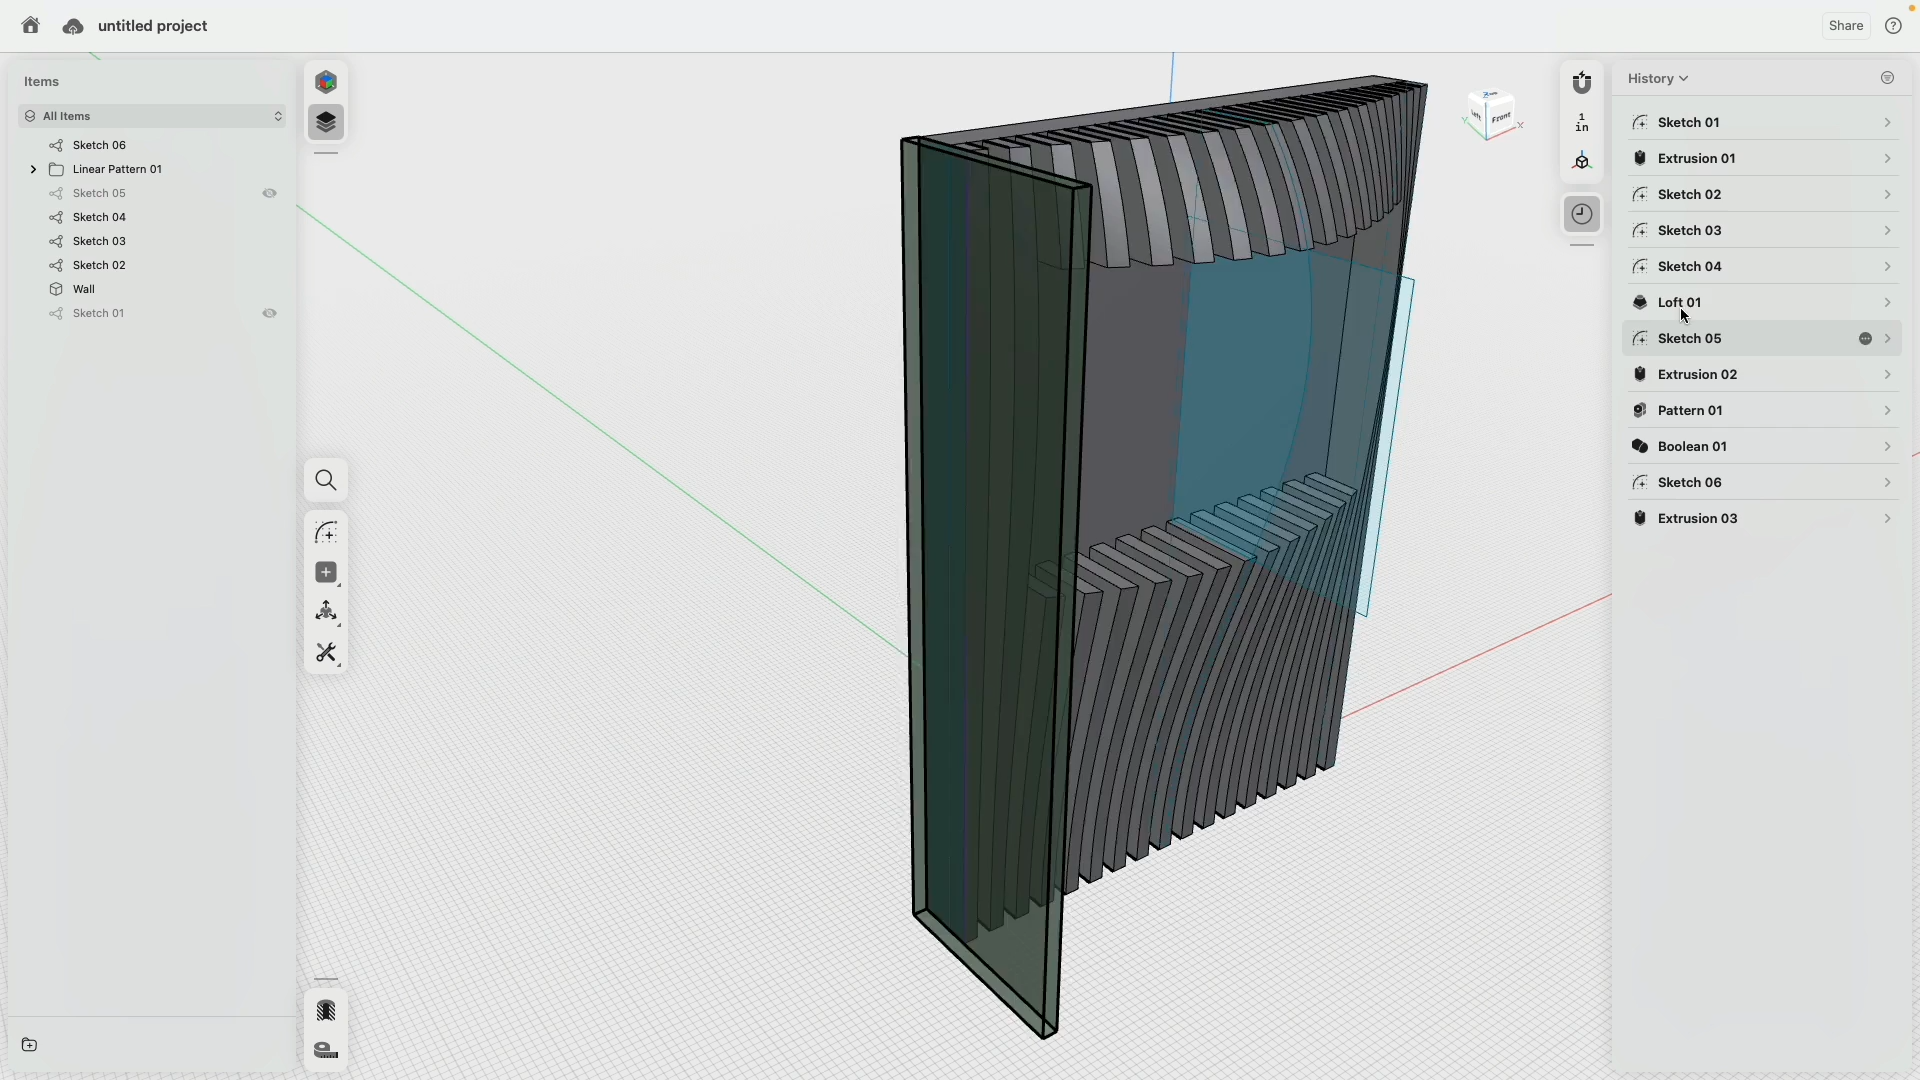 untitled project
Share
Items
All Items
Sketch 06
Linear Pattern 01
Sketch 05
Sketch 04
Sketch 03
Sketch 02
Wall
Sketch 01
1
in
Left
Front
X
Y
History
Sketch 01
Extrusion 01
Sketch 02
Sketch 03
Sketch 04
Loft 01
Sketch 05
Extrusion 02
Pattern 01
Boolean 01
Sketch 06
Extrusion 03